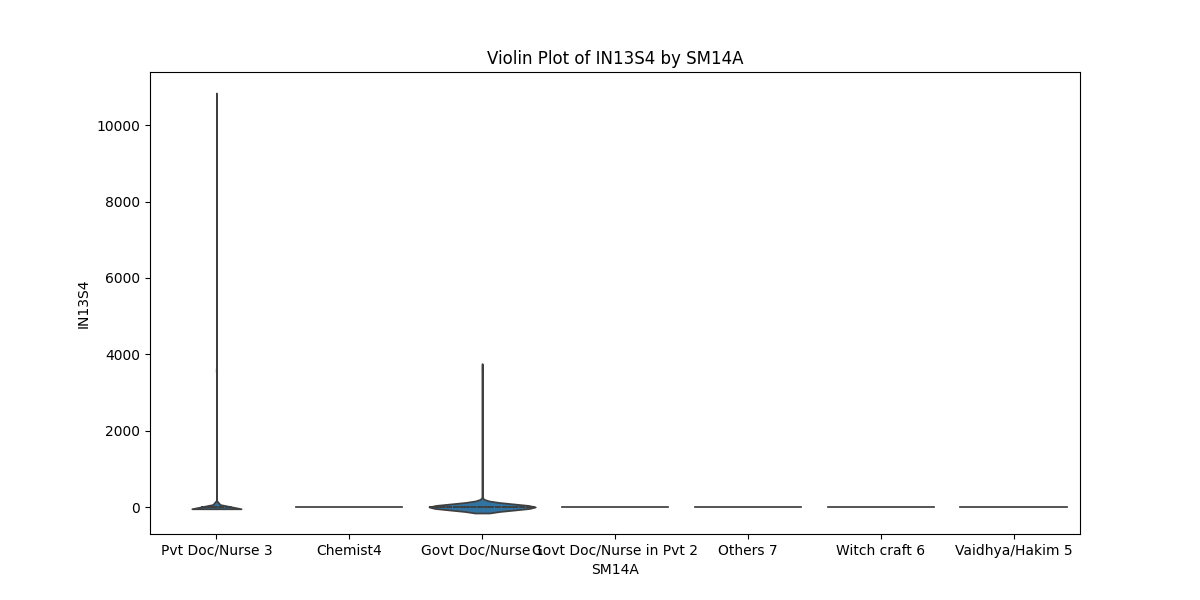 Violin Plot of IN13S4 by SM14A
10000
8000
6000
4000
2000
0
IN13S4
Pvt Doc/Nurse 3
Chemist4
Govt Doc/Nurse 1
Govt Doc/Nurse in Pvt 2
Others 7
Witch craft 6
Vaidhya/Hakim 5
SM14A